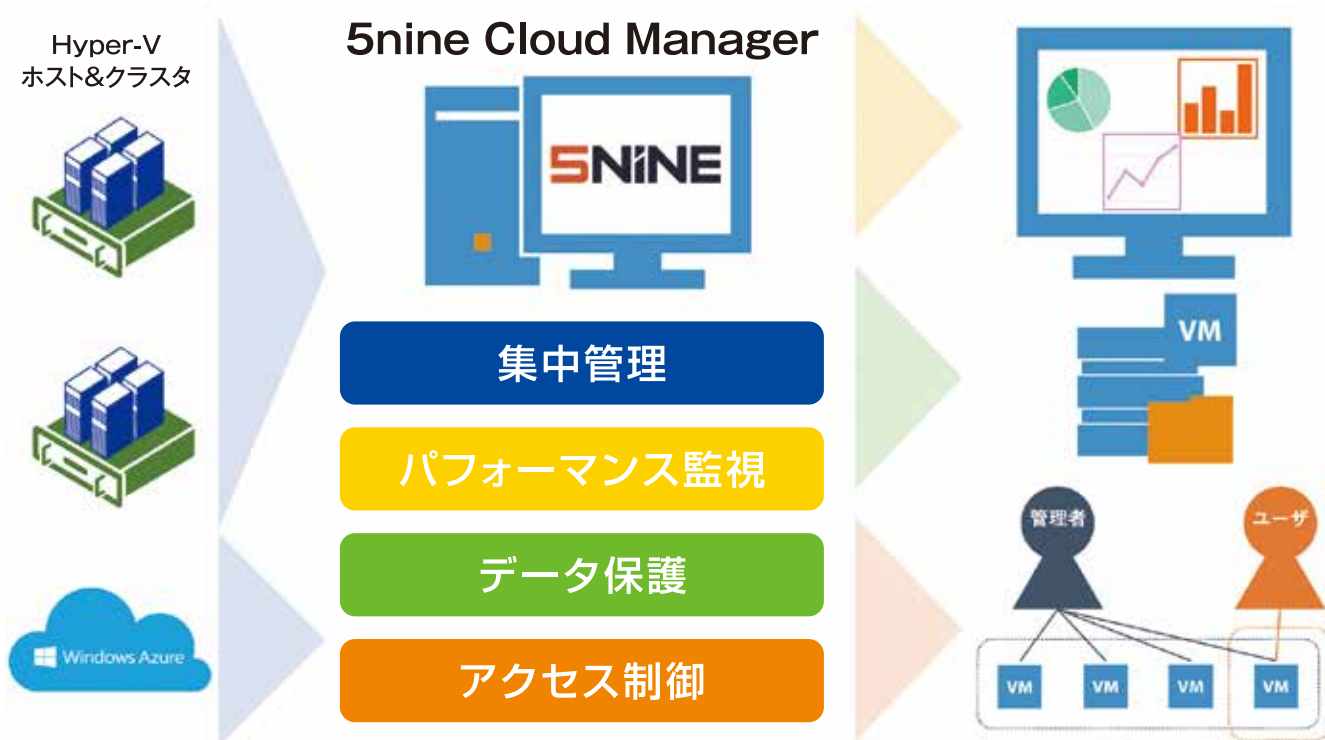 Hyper-V
ホスト&クラスタ
5nine Cloud Manager
5NiNE
集中管理
パフォーマンス監視
データ保護
アクセス制御
Windows Azure
VM
管理者
ユーザ
VM
VM
VM
VM